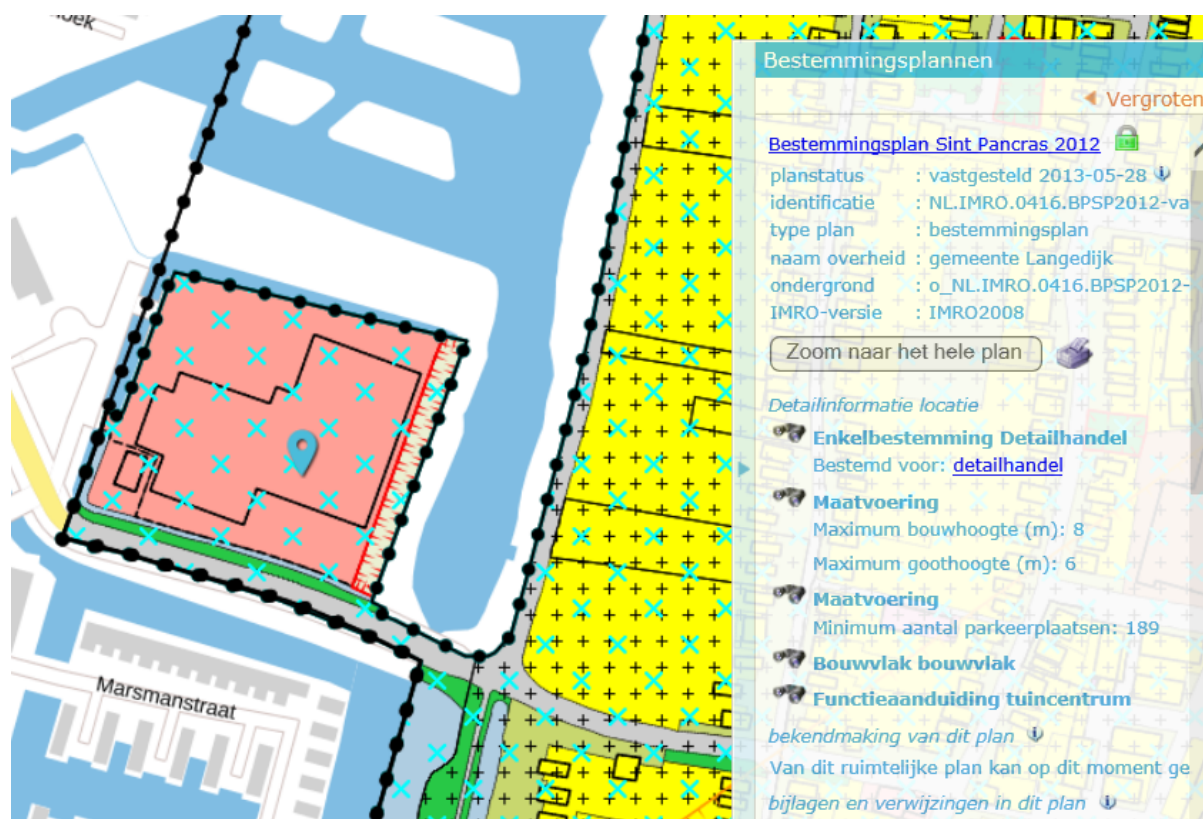 oek
Marsmanstraat
Bestemmingsplannen
Vergroten
Bestemmingsplan Sint Pancras 2012
planstatus : vastgesteld 2013-05-28
identificatie : NL.IMRO.0416.BPSP2012-va
type plan : bestemmingsplan
naam overheid : gemeente Langedijk
ondergrond : o_NL.IMRO.0416.BPSP2012-
IMRO-versie : IMRO2008
Zoom naar het hele plan
Detailinformatie locatie
Enkelbestemming Detailhandel
Bestemd voor: detailhandel
Maatvoering
Maximum bouwhoogte (m): 8
Maximum goothoogte (m): 6
Maatvoering
Minimum aantal parkeerplaatsen: 189
Bouwvlak bouwvlak
Functieaanduiding tuincentrum
bekendmaking van dit plan
Van dit ruimtelijke plan kan op dit moment ge
bijlagen en verwijzingen in dit plan